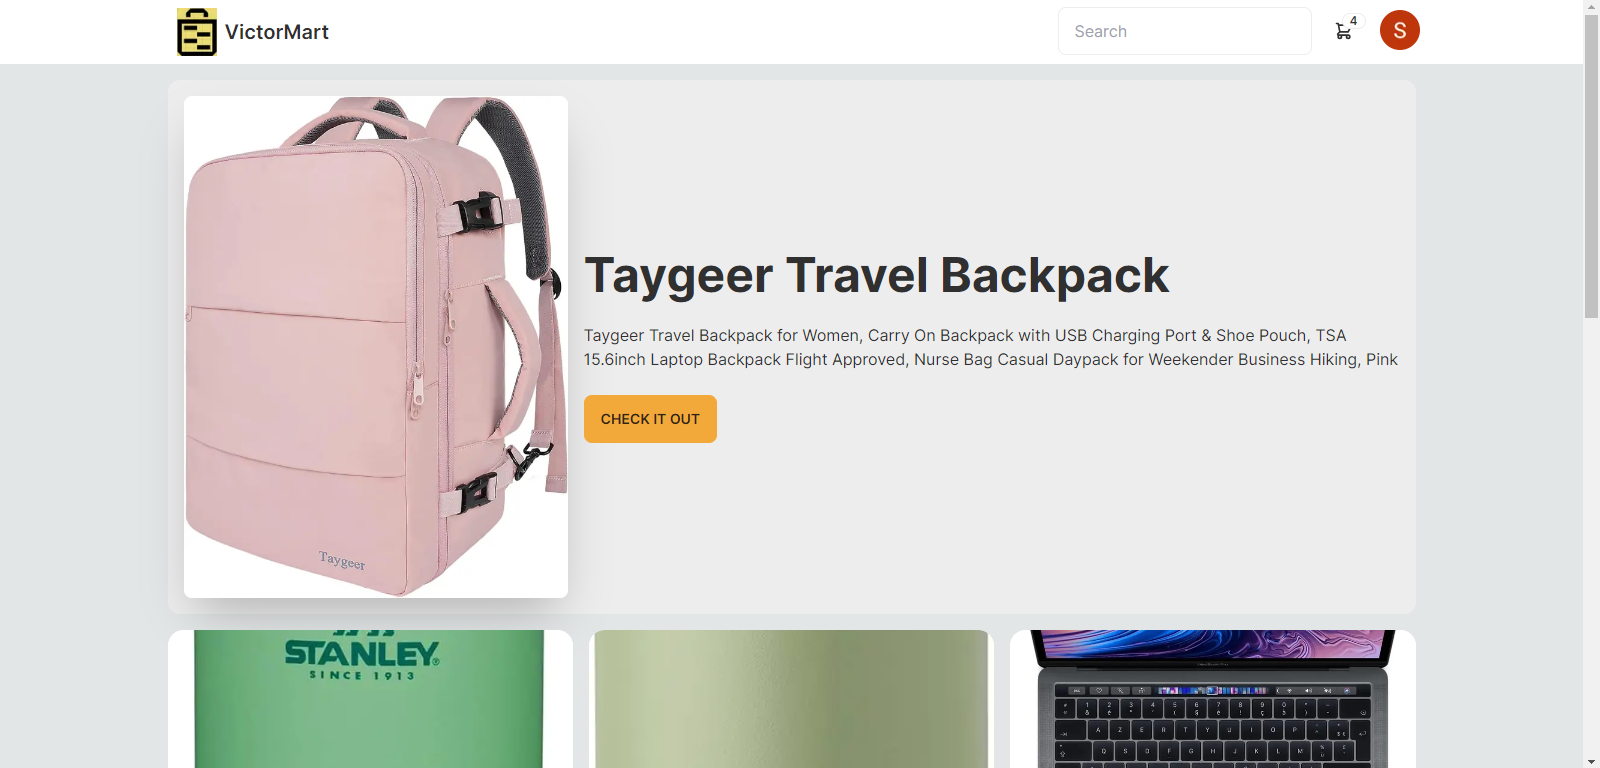 VictorMart
Search
4
S
Taygeer Travel Backpack
Taygeer Travel Backpack for Women, Carry On Backpack with USB Charging Port & Shoe Pouch, TSA
15.6inch Laptop Backpack Flight Approved, Nurse Bag Casual Daypack for Weekender Business Hiking, Pink
CHECK IT OUT
Taygeer
STANLEY®
SINCE 1913